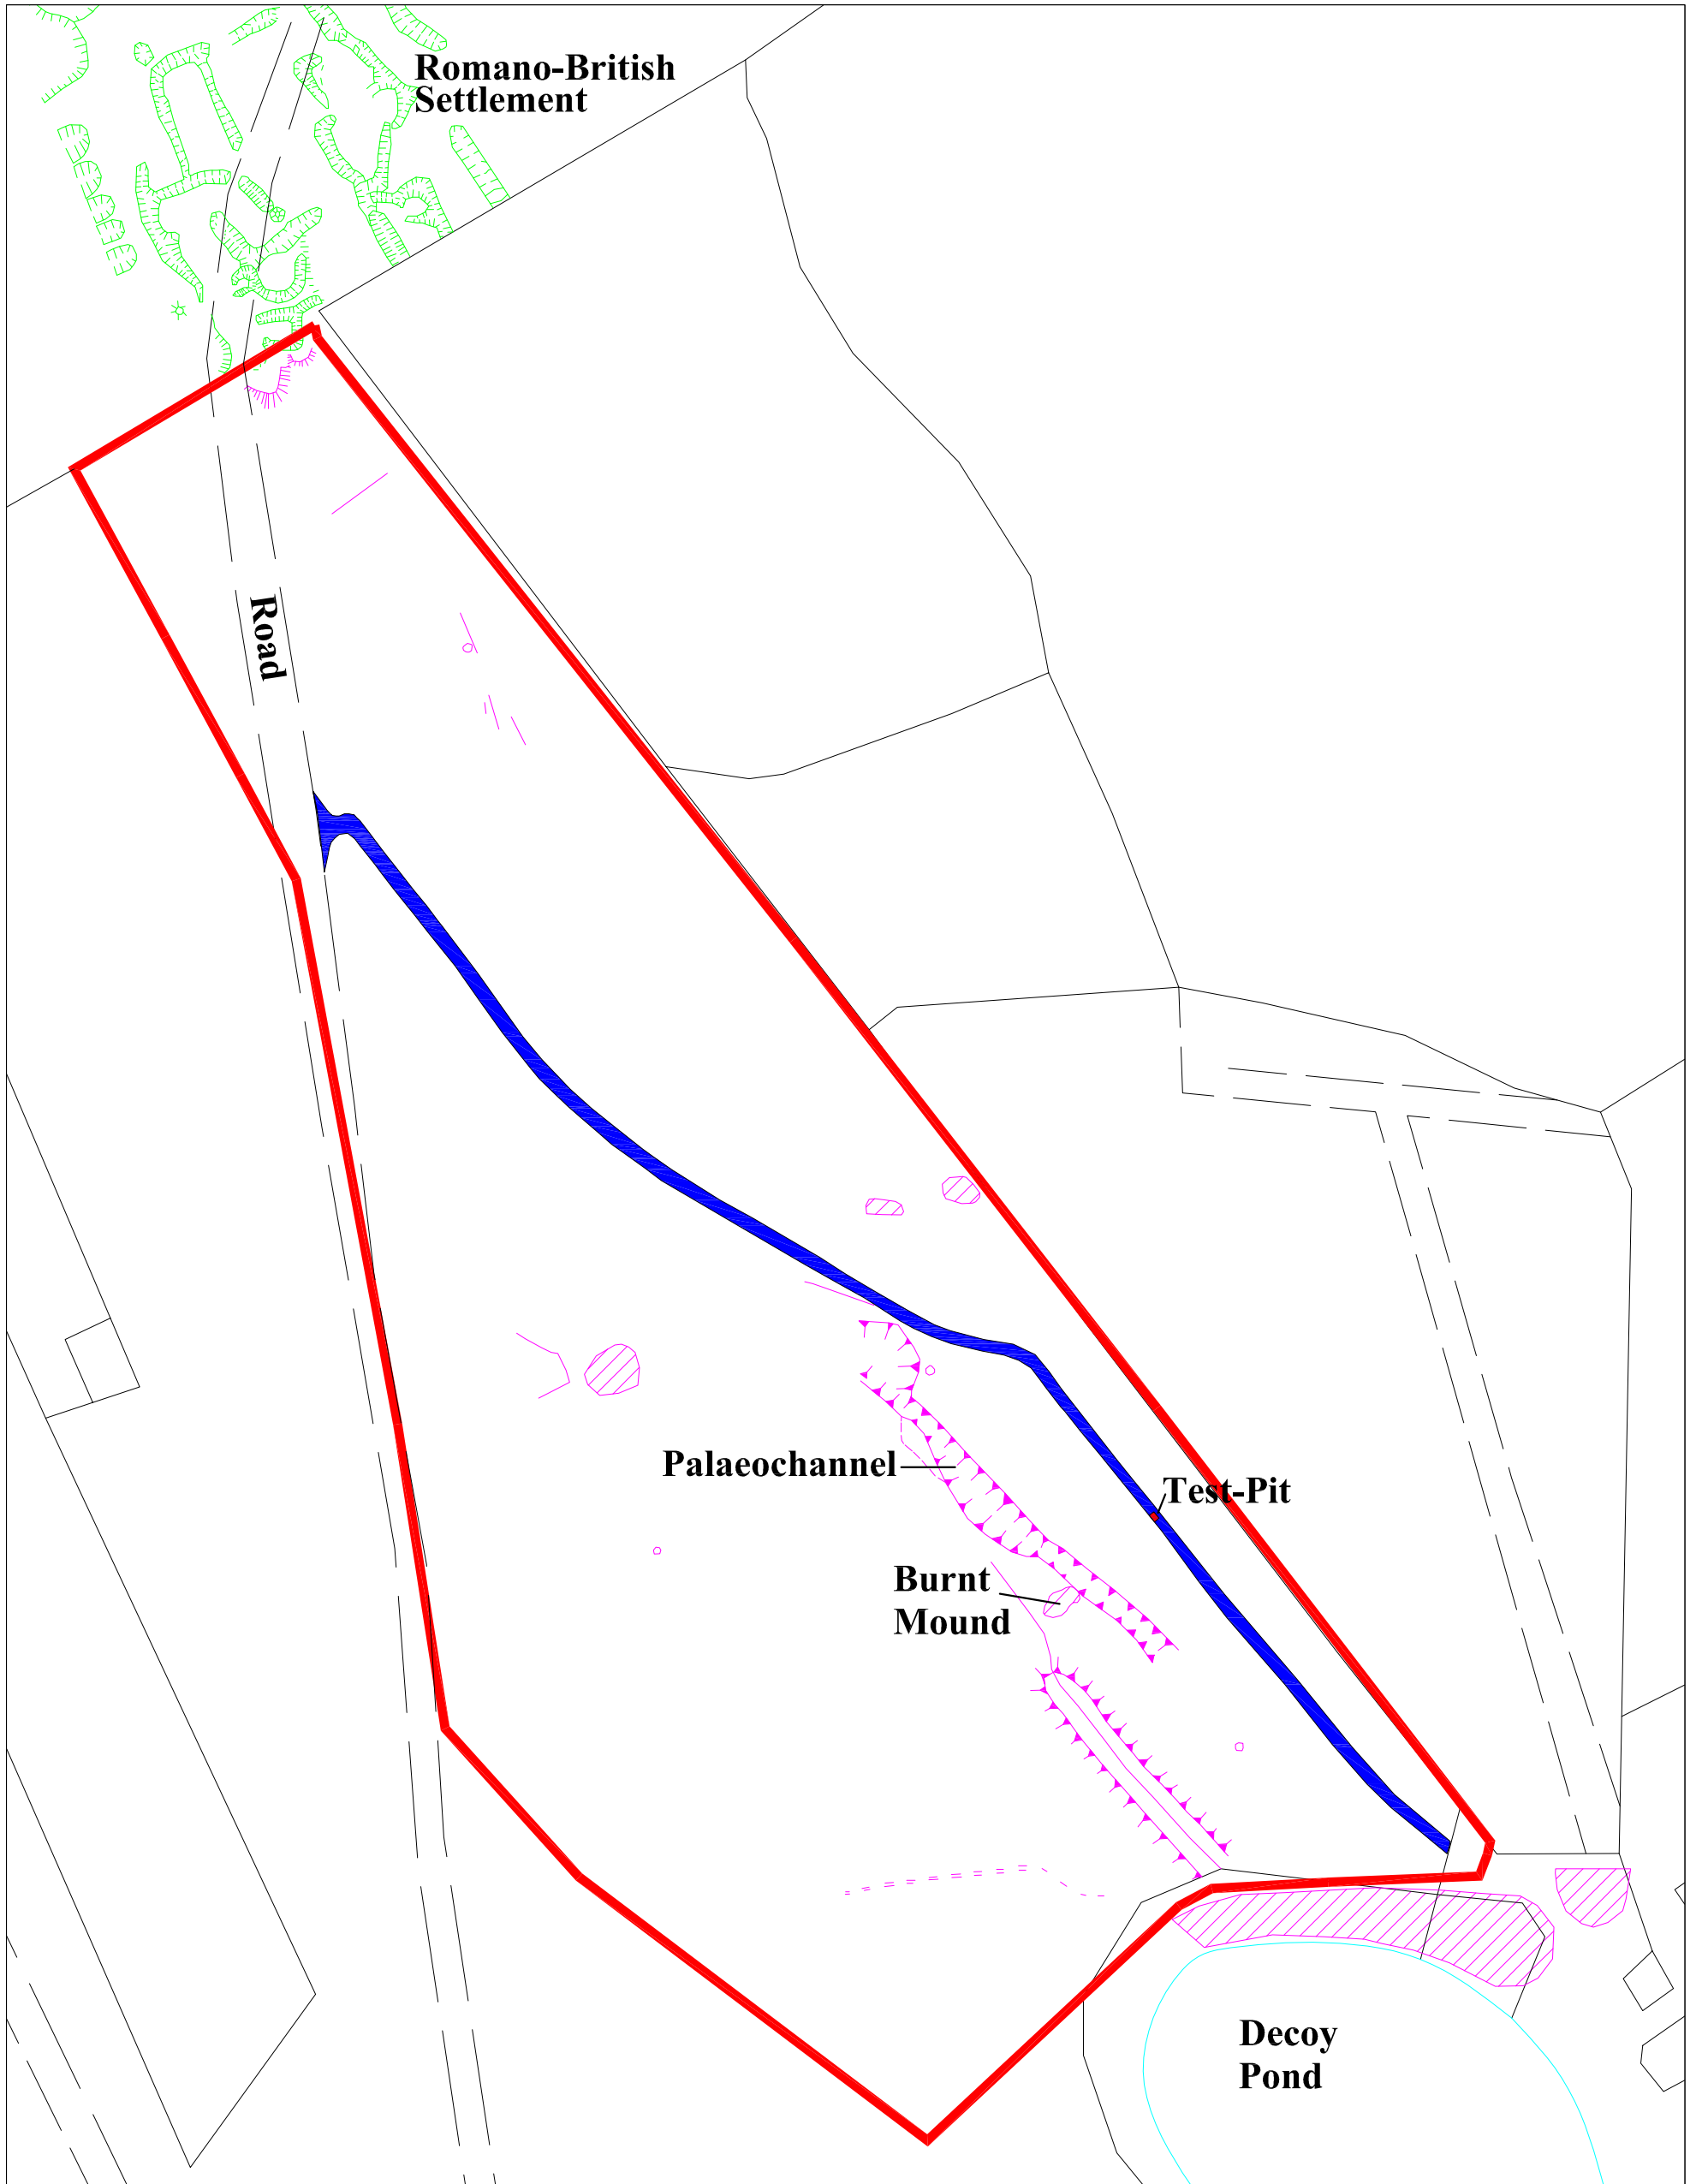 Romano-British
Settlement
Road
Palaeochannel
Test-Pit
Burnt
Mound
Decoy
Pond